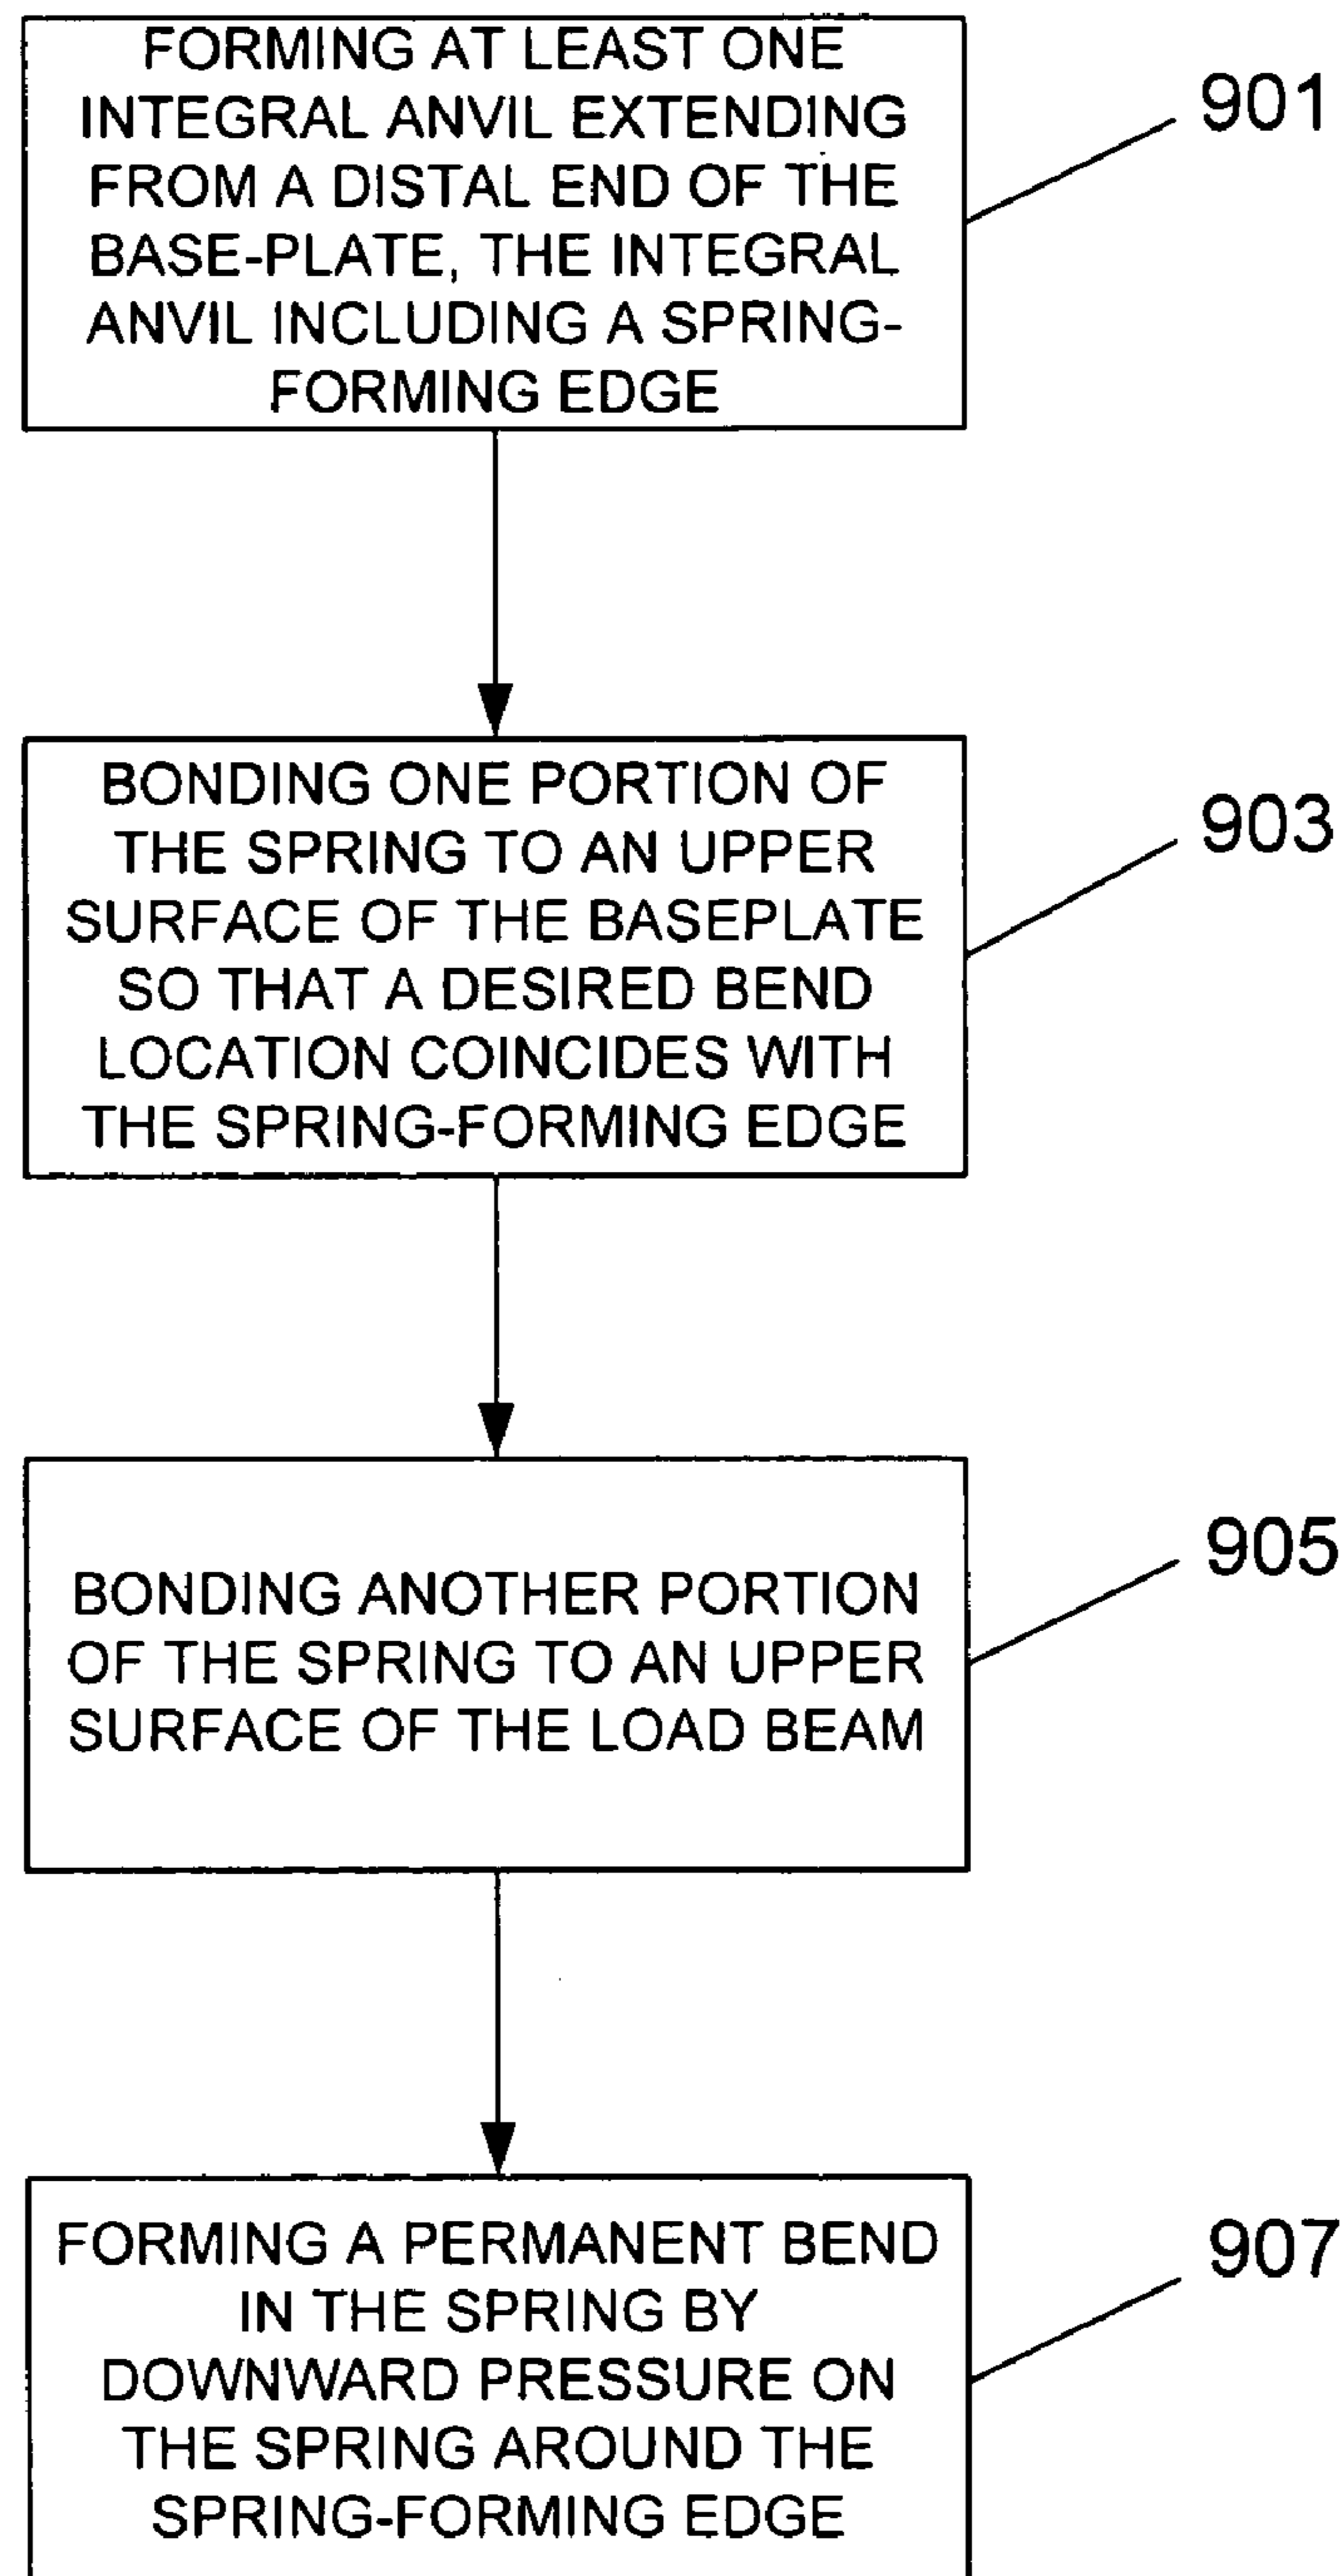 FORMING AT LEAST ONE
INTEGRAL ANVIL EXTENDING
FROM A DISTAL END OF THE
BASE-PLATE, THE INTEGRAL
ANVIL INCLUDING A SPRING-
FORMING EDGE
901
BONDING ONE PORTION OF
THE SPRING TO AN UPPER
SURFACE OF THE BASEPLATE
SO THAT A DESIRED BEND
LOCATION COINCIDES WITH
THE SPRING-FORMING EDGE
903
BONDING ANOTHER PORTION
OF THE SPRING TO AN UPPER
SURFACE OF THE LOAD BEAM
905
FORMING A PERMANENT BEND
IN THE SPRING BY
DOWNWARD PRESSURE ON
THE SPRING AROUND THE
SPRING-FORMING EDGE
907